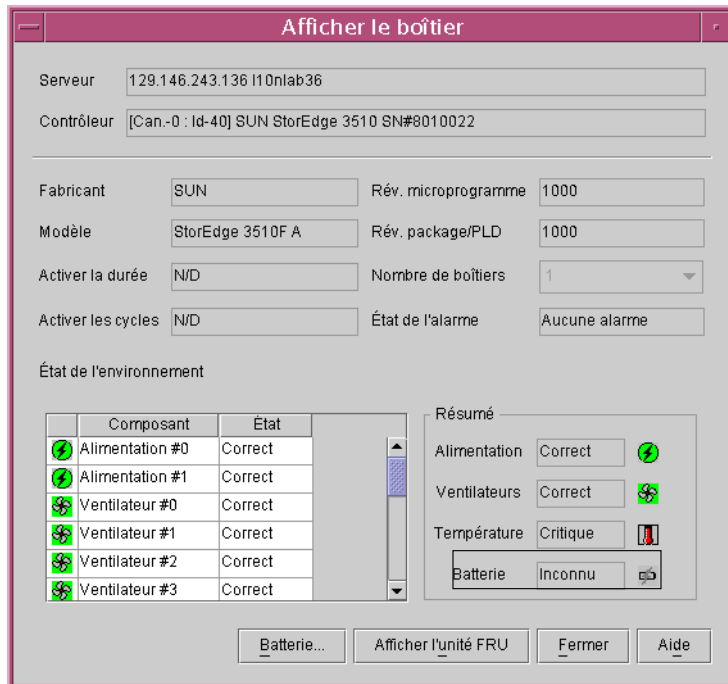 Afficher le boîtier
Serveur 129.146.243.136 l10nlab36
Contrôleur [Can.-0 : Id-40] SUN StorEdge 3510 SN#8010022
Fabricant SUN Rév. microprogramme 1000
Modèle StorEdge 3510F A Rév. package/PLD 1000
Activer la durée N/D Nombre de boîtiers 1
Activer les cycles N/D État de l'alarme Aucune alarme
État de l'environnement
Composant État
Alimentation #0 Correct
Alimentation #1 Correct
Ventilateur #0 Correct
Ventilateur #1 Correct
Ventilateur #2 Correct
Ventilateur #3 Correct
Résumé
Alimentation Correct
Ventilateurs Correct
Température Critique
Batterie Inconnu
Batterie... Afficher l'unité FRU Fermer Aide